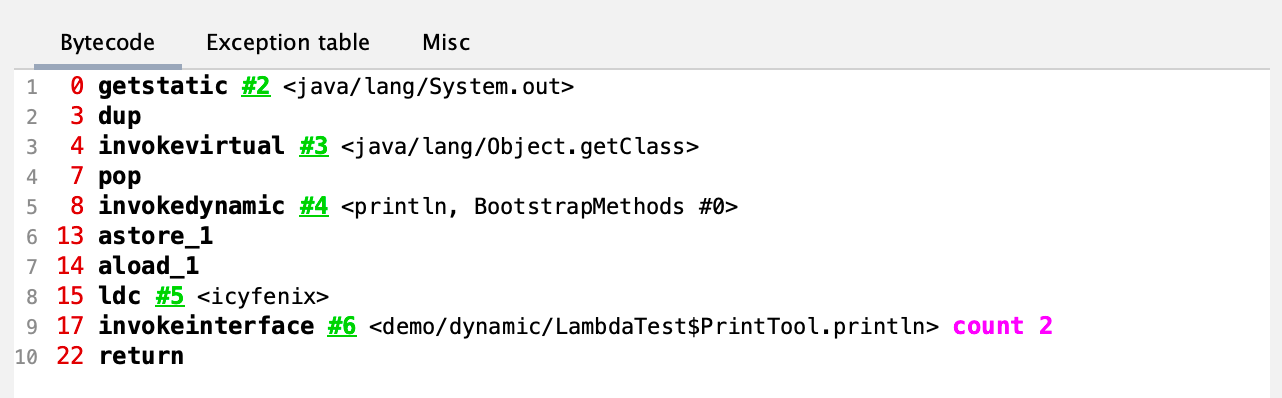 Bytecode Exception table Misc
1 0 getstatic #2 <java/lang/System.out>
2 3 dup
3 4 invokevirtual #3 <java/lang/Object.getClass>
4 7 pop
5 8 invokedynamic #4 <println, BootstrapMethods #0>
6 13 astore_1
7 14 aload_1
8 15 ldc #5 <icyfenix>
9 17 invokeinterface #6 <demo/dynamic/LambdaTest$PrintTool.println> count 2
10 22 return